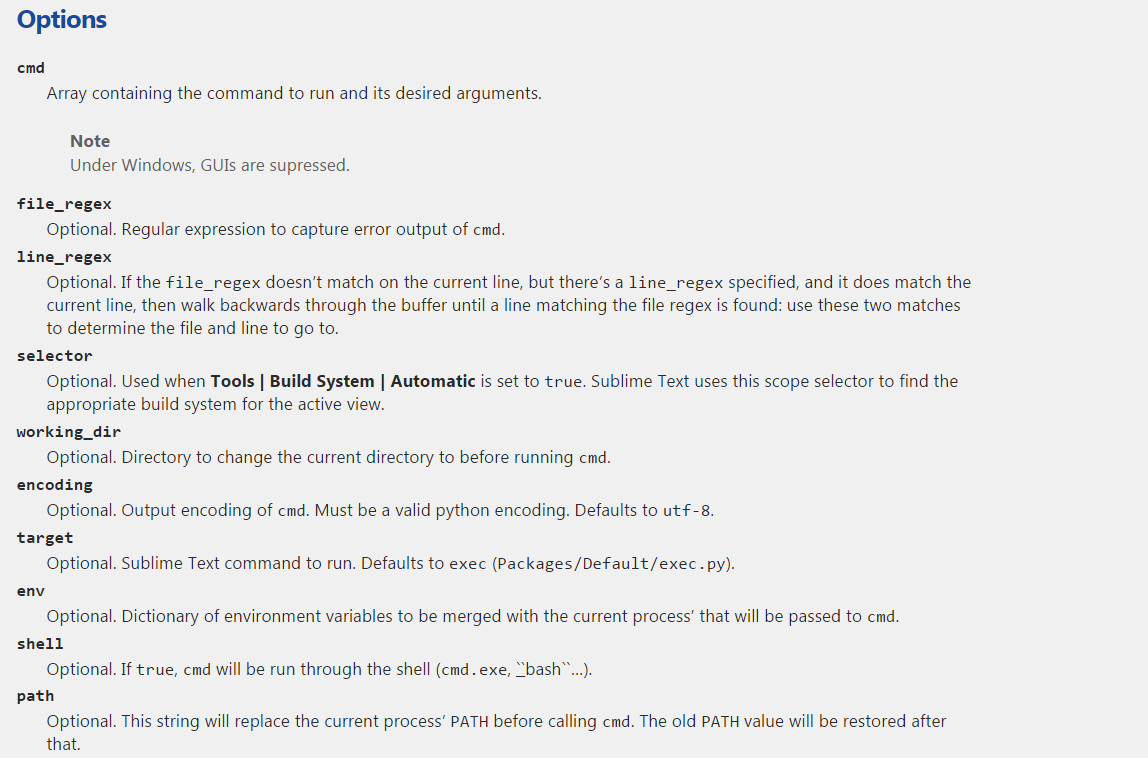 Options
cmd
Array containing the command to run and its desired arguments.
Note
Under Windows, GUIs are supressed.
file_regex
Optional. Regular expression to capture error output of cmd.
line_regex
Optional. If the file_regex doesn’t match on the current line, but there’s a line_regex specified, and it does match the
current line, then walk backwards through the buffer until a line matching the file regex is found: use these two matches
to determine the file and line to go to.
selector
Optional. Used when Tools | Build System | Automatic is set to true. Sublime Text uses this scope selector to find the
appropriate build system for the active view.
working_dir
Optional. Directory to change the current directory to before running cmd.
encoding
Optional. Output encoding of cmd. Must be a valid python encoding. Defaults to utf-8.
target
Optional. Sublime Text command to run. Defaults to exec (Packages/Default/exec.py).
env
Optional. Dictionary of environment variables to be merged with the current process’ that will be passed to cmd.
shell
Optional. If true, cmd will be run through the shell (cmd.exe, ``bash``…).
path
Optional. This string will replace the current process’ PATH before calling cmd. The old PATH value will be restored after
that.